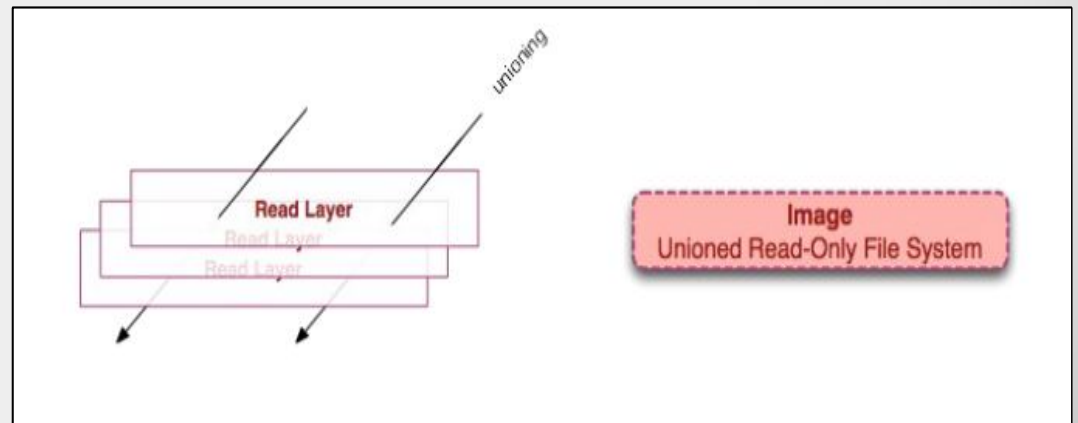 unioning
Read Layer
Read Layer
Read Layer
Image
Unioned Read-Only File System